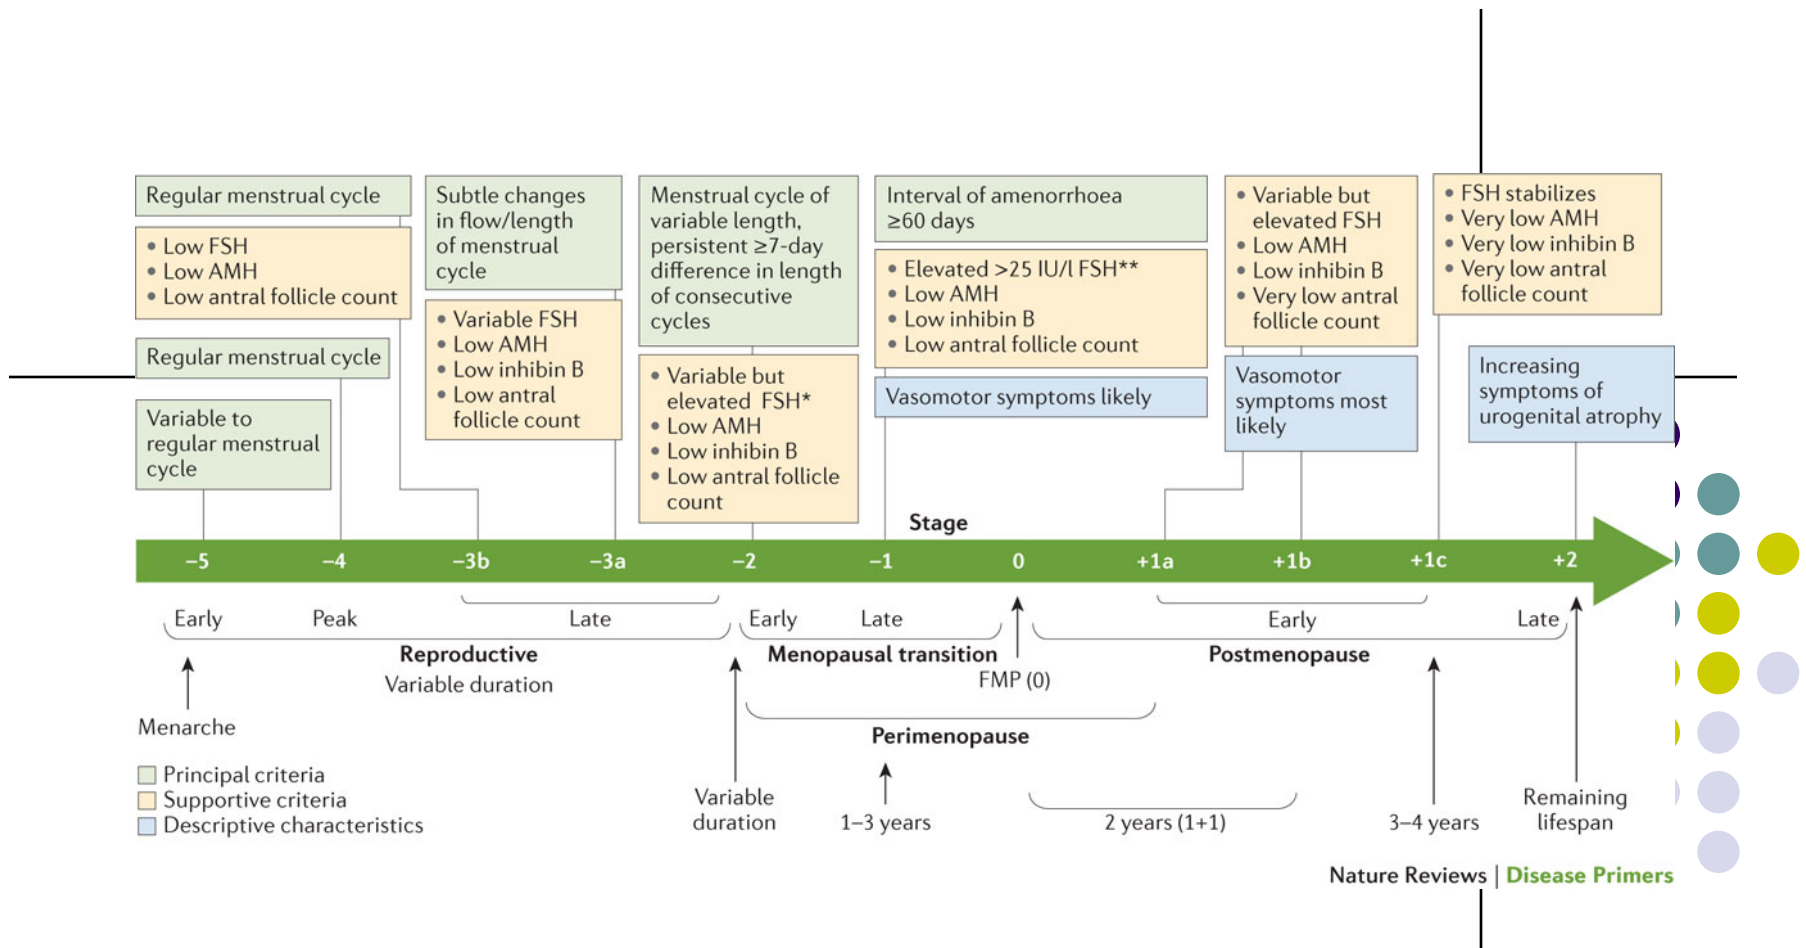 Regular menstrual cycle
• Low FSH
• Low AMH
• Low antral follicle count
Regular menstrual cycle
Variable to
regular menstrual
cycle
Subtle changes
in flow/length
of menstrual
cycle
• Variable FSH
• Low AMH
• Low inhibin B
• Low antral
follicle count
Menstrual cycle of
variable length,
persistent ≥7-day
difference in length
of consecutive
cycles
• Variable but
elevated FSH*
• Low AMH
• Low inhibin B
• Low antral follicle
count
Interval of amenorrhoea
≥60 days
• Elevated >25 IU/l FSH**
• Low AMH
• Low inhibin B
• Low antral follicle count
Vasomotor symptoms likely
• Variable but
elevated FSH
• Low AMH
• Low inhibin B
• Very low antral
follicle count
Vasomotor
symptoms most
likely
• FSH stabilizes
• Very low AMH
• Very low inhibin B
• Very low antral
follicle count
Increasing
symptoms of
urogenital atrophy
Stage
–5 –4 –3b –3a –2 –1 0 +1a +1b +1c +2
Early Peak Late Early Late Early Late
Reproductive Menopausal transition Postmenopause
Variable duration
FMP (0)
Menarche
Perimenopause
Principal criteria
Supportive criteria
Descriptive characteristics
Variable
duration
1–3 years
2 years (1+1)
3–4 years
Remaining
lifespan
Nature Reviews | Disease Primers